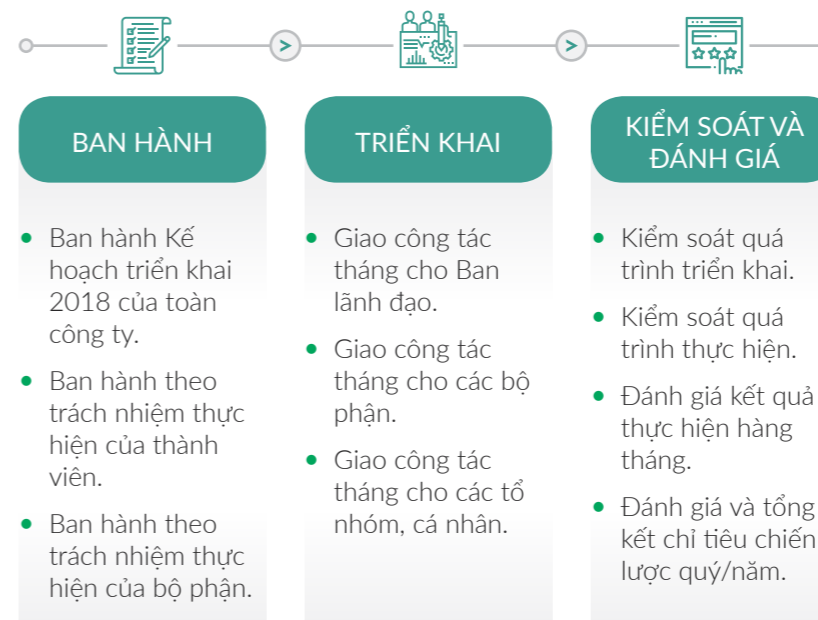 BAN HÀNH
Ban hành Kế
hoạch triển khai
2018 của toàn
công ty.
Ban hành theo
trách nhiệm thực
hiện của thành
viên.
Ban hành theo
trách nhiệm thực
hiện của bộ phận.
TRIỂN KHAI
Giao công tác
tháng cho Ban
lãnh đạo.
Giao công tác
tháng cho các bộ
phận.
Giao công tác
tháng cho các tổ
nhóm, cá nhân.
KIỂM SOÁT VÀ
ĐÁNH GIÁ
Kiểm soát quá
trình triển khai.
Kiểm soát quá
trình thực hiện.
Đánh giá kết quả
thực hiện hàng
tháng.
Đánh giá và tổng
kết chỉ tiêu chiến
lược quý/năm.